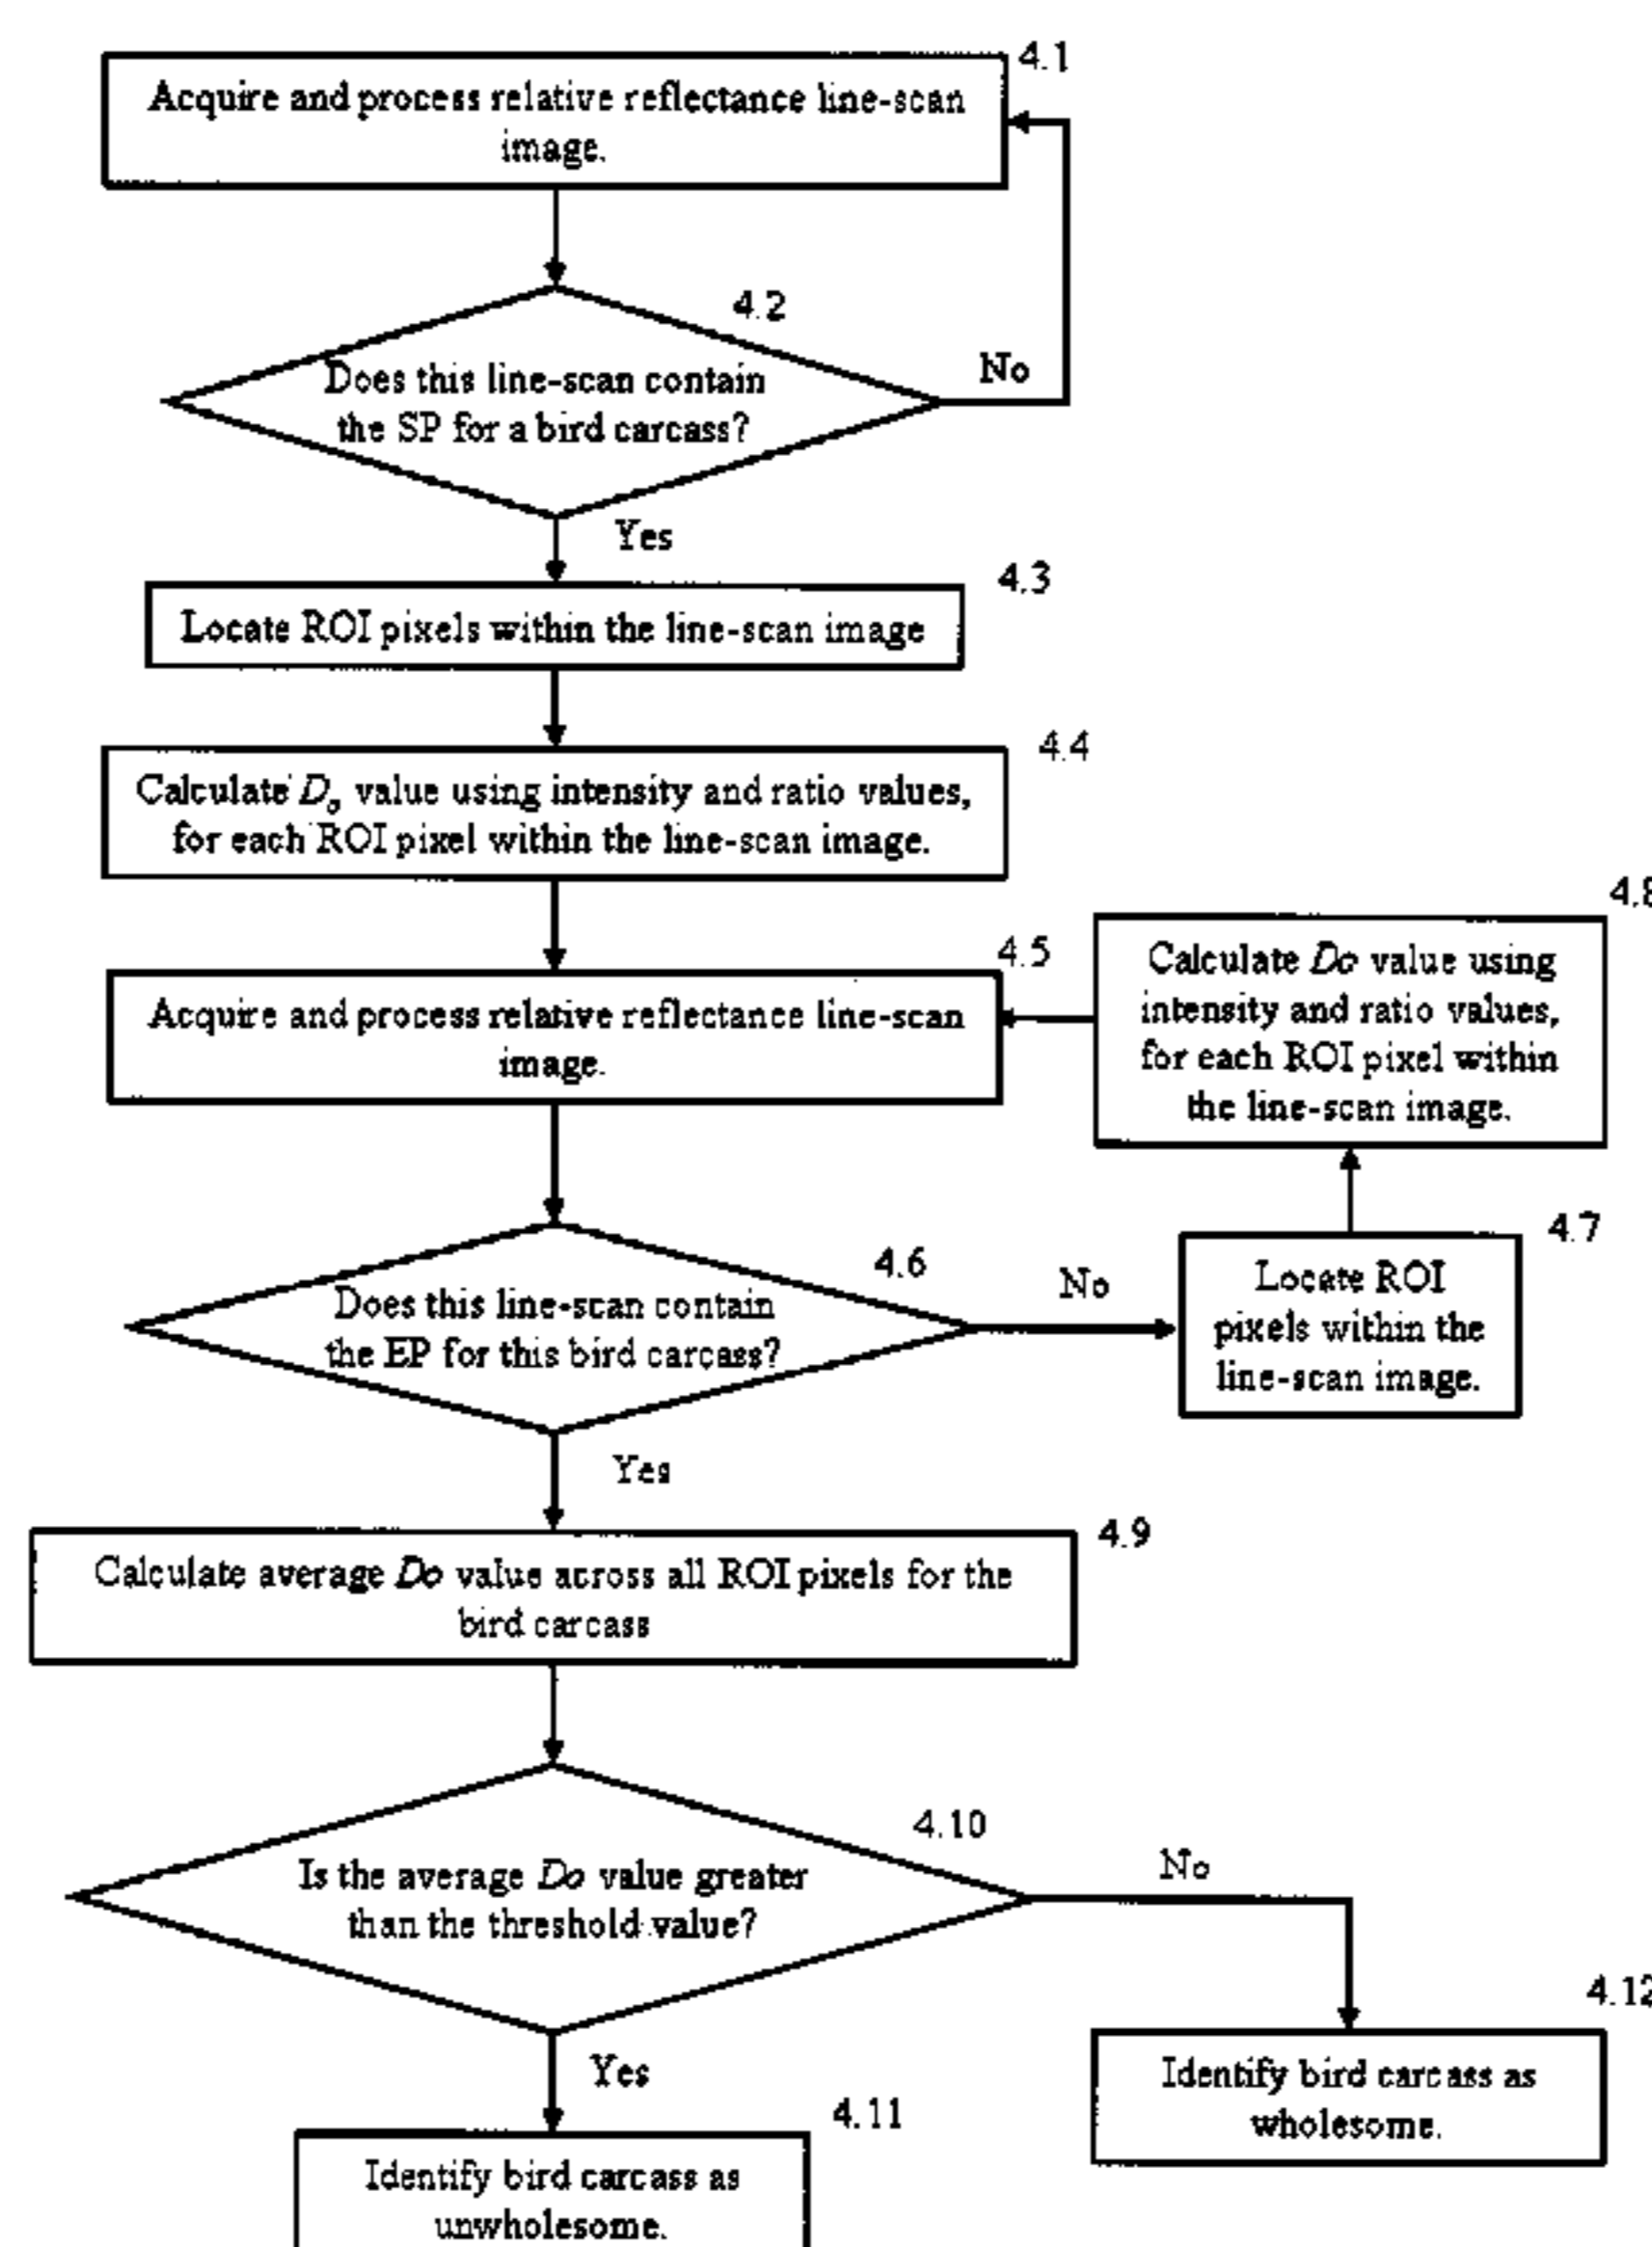 4.1
Acquire and process relative reflectance line-scan
image.
4.2
Does this line-scan contain
the SP for a bird carcass?
No
Yes
4.3
Locate ROI pixels within the line-scan image
4.4
Calculate Do value using intensity and ratio values,
for each ROI pixel within the line-scan image.
4.5
Acquire and process relative reflectance line-scan
image.
4.8
Calculate Do value using
intensity and ratio values,
for each ROI pixel within
the line-scan image.
4.6
Does this line-scan contain
the EP for this bird carcass?
No
4.7
Locate ROI
pixels within the
line-scan image.
Yes
4.9
Calculate average Do value across all ROI pixels for the
bird carcass
4.10
Is the average Do value greater
than the threshold value?
No
4.12
Identify bird carcass as
wholesome.
Yes
4.11
Identify bird carcass as
unwholesome.